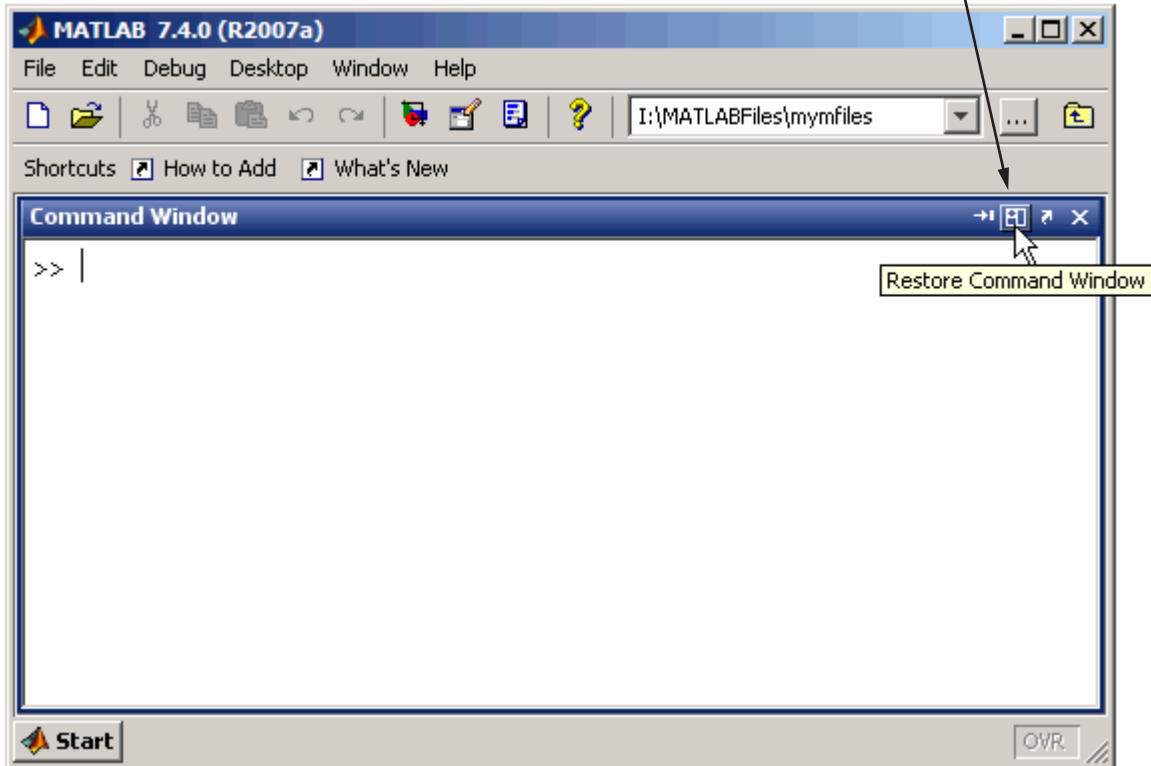 MATLAB 7.4.0 (R2007a)
File Edit Debug Desktop Window Help
I:\MATLABFiles\mymfiles ...
Shortcuts How to Add What's New
Command Window
>>
Restore Command Window
Start OVR